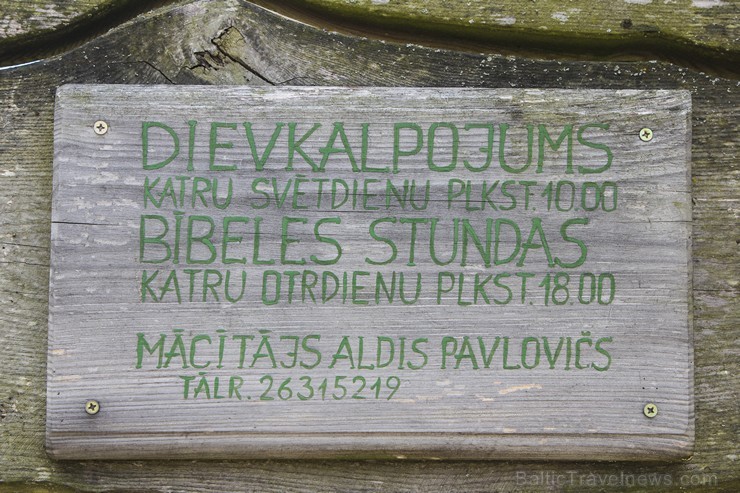 DIEVKALPOJUMS
KATRU SVĒTDIENU PLKST. 10.00
BĪBELES STUNDAS
KATRU OTRDIENU PLKST. 18.00
MĀCĪTĀJS ALDIS PAVLOVIČS
TĀLR. 26315219
BalticTravelnews.com